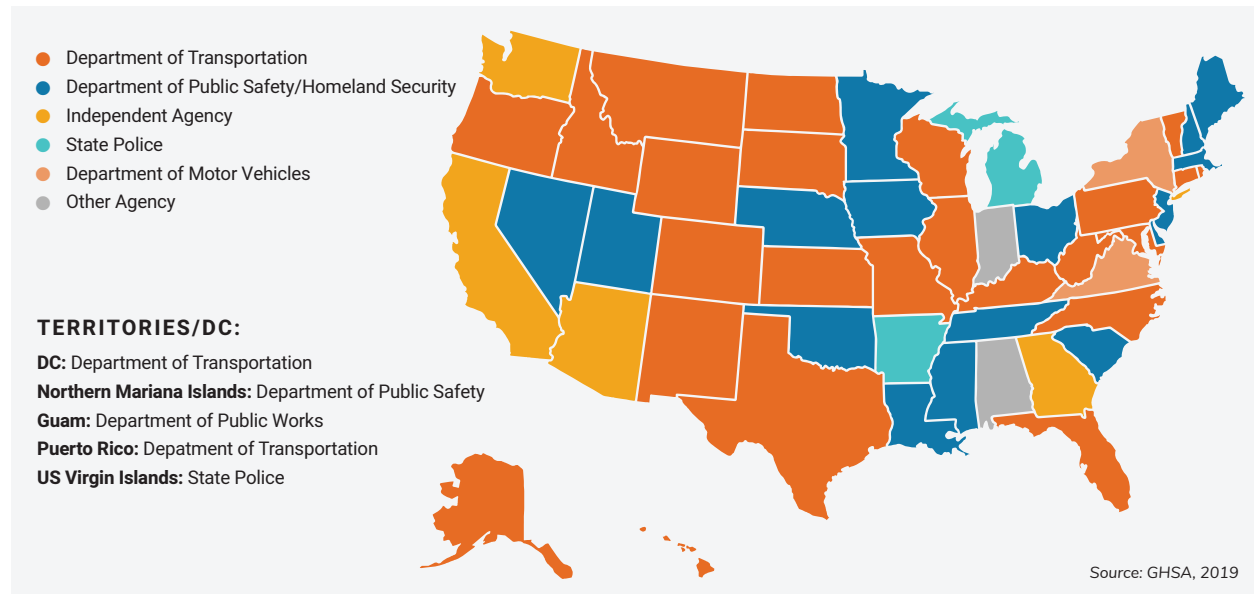 Department of Transportation
Department of Public Safety/Homeland Security
Independent Agency
State Police
Department of Motor Vehicles
Other Agency
TERRITORIES/DC:
DC: Department of Transportation
Northern Mariana Islands: Department of Public Safety
Guam: Department of Public Works
Puerto Rico: Depatment of Transportation
US Virgin Islands: State Police
Source: GHSA, 2019